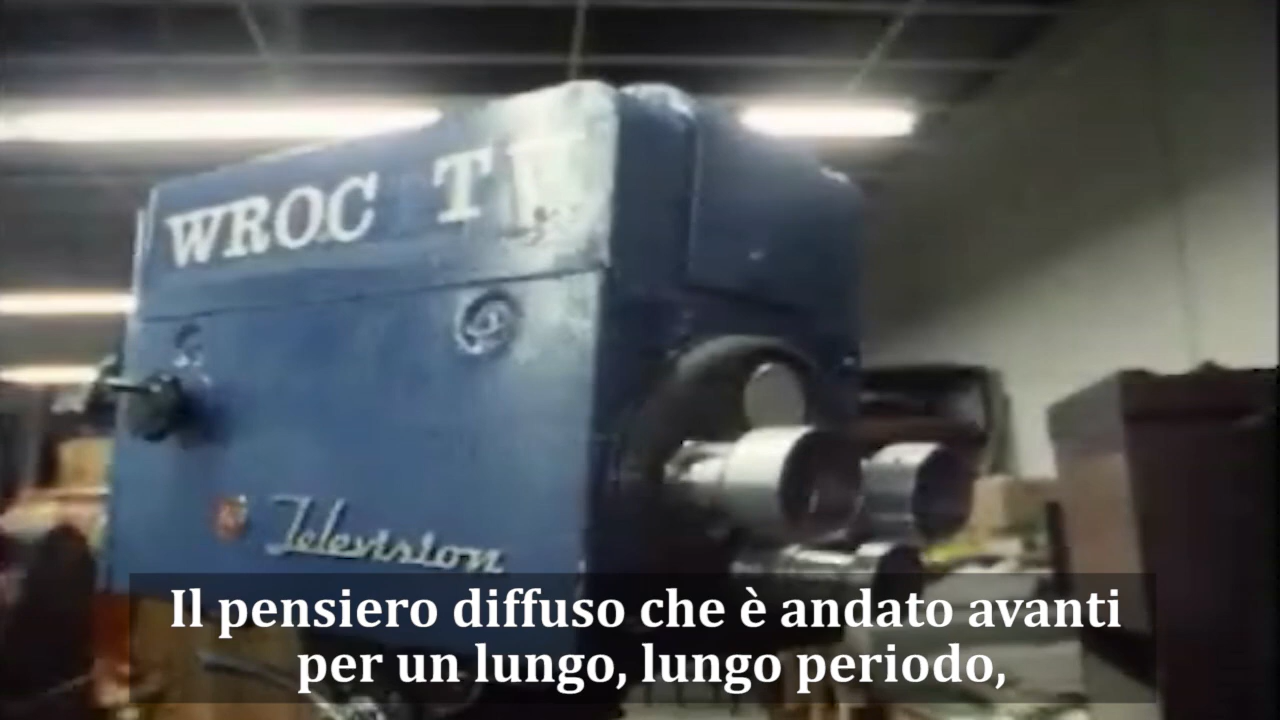 WROC TV
Television
Il pensiero diffuso che è andato avanti
per un lungo, lungo periodo,